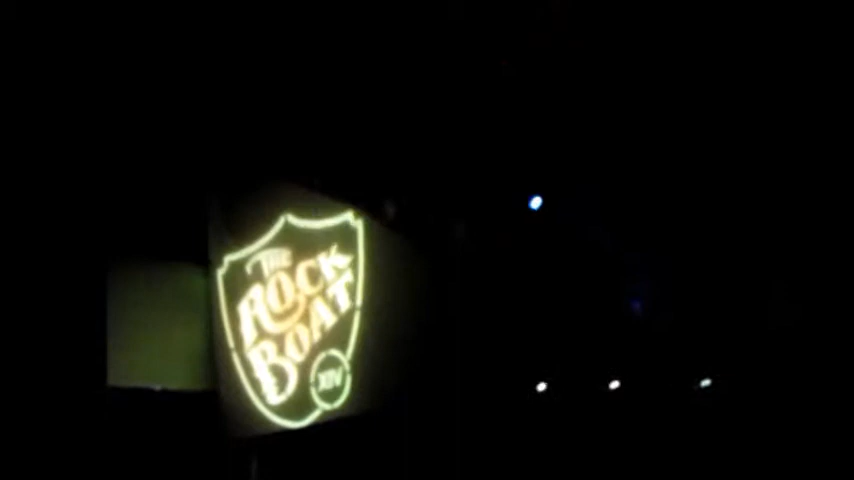 THE
ROCK
BOAT
XIV